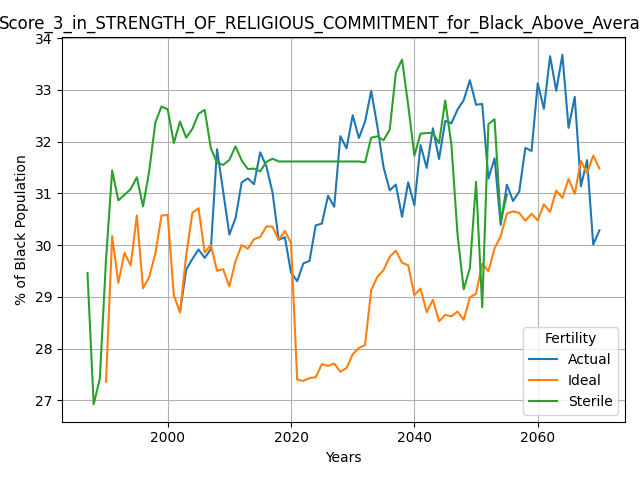 Score_3_in_STRENGTH_OF_RELIGIOUS_COMMITMENT_for_Black_Above_Avera
34
33
32
31
30
29
28
27
% of Black Population
2000
2020
2040
2060
Years
Fertility
Actual
Ideal
Sterile